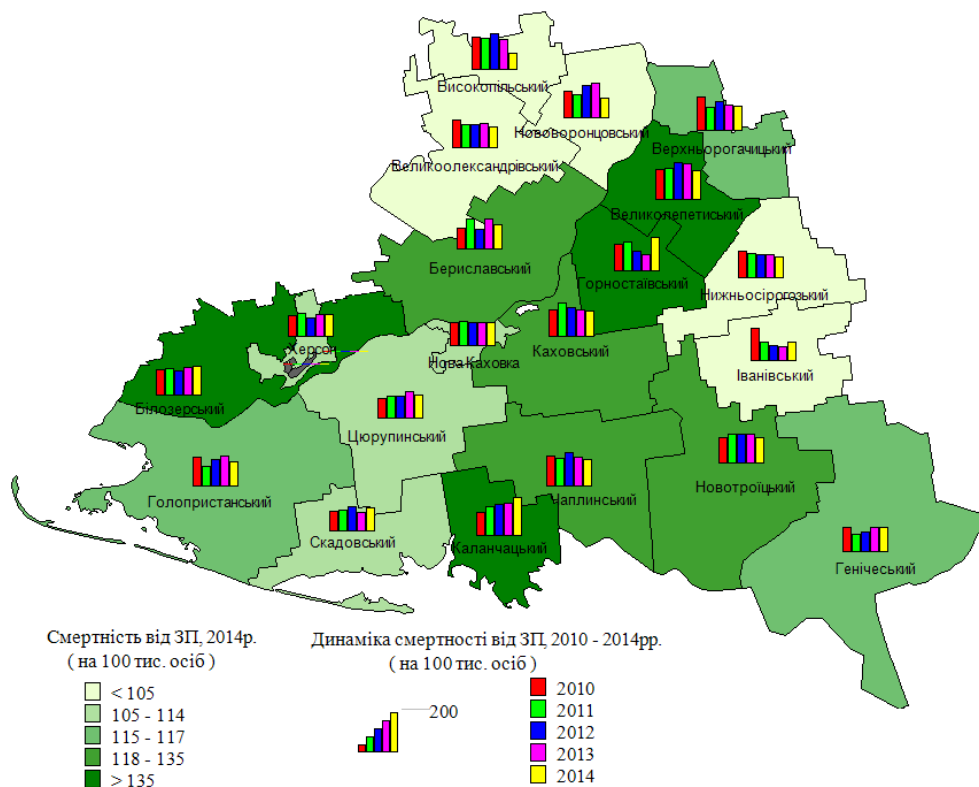 Високопільський
Нововоронцовський
Верхньорогачицький
Великоолександрівський
Великолепетиський
Бериславський
Горностаївський
Нижньосірогозький
Херсон
Нова Каховка
Каховський
Іванівський
Білозерський
Цюрупинський
Голопристанський
Чаплинський
Новотроїцький
Скадовський
Каланчацький
Генічеський
Смертність від ЗП, 2014р.
( на 100 тис. осіб )
< 105
105 - 114
115 - 117
118 - 135
> 135
Динаміка смертності від ЗП, 2010 - 2014рр.
( на 100 тис. осіб )
200
2010
2011
2012
2013
2014